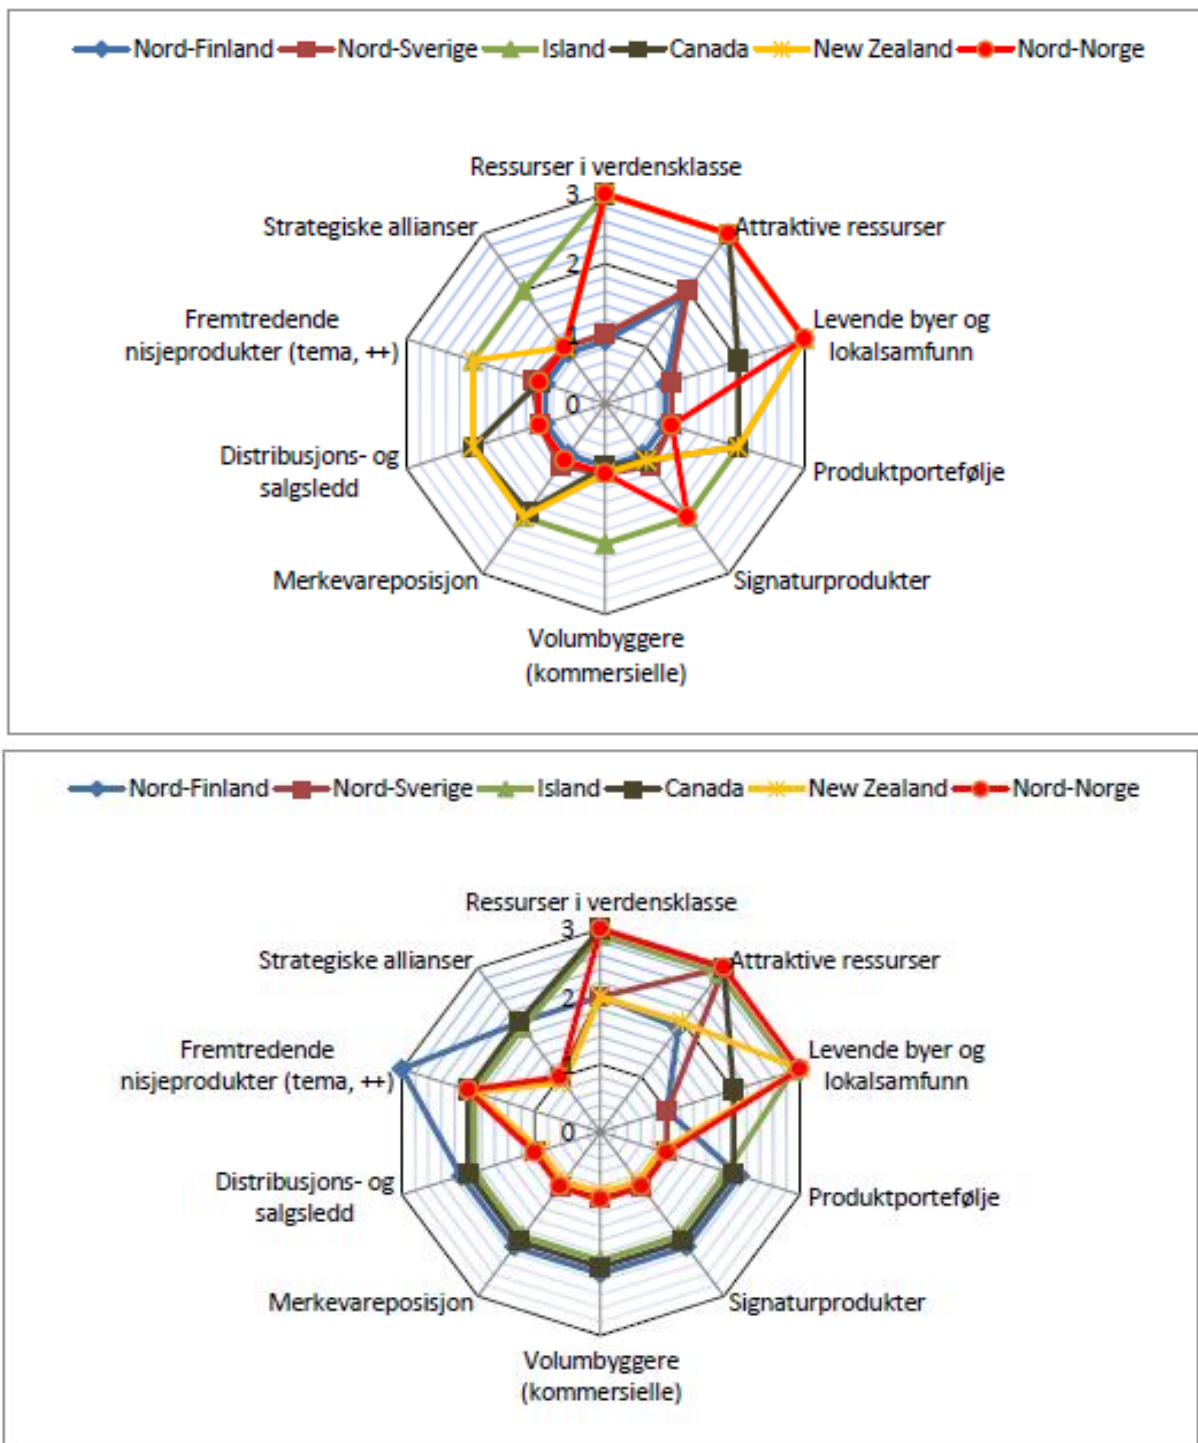 Nord-Finland Nord-Sverige Island Canada New Zealand Nord-Norge
Ressurser i verdensklasse
3
Strategiske allianser
Attraktive ressurser
2
Fremtredende
nisjeprodukter (tema, ++)
Levende byer og
lokalsamfunn
1
0
Distribusjons- og
salgsledd
Produktportefølje
Merkevareposisjon
Signaturprodukter
Volumbyggere
(kommersielle)
Nord-Finland Nord-Sverige Island Canada New Zealand Nord-Norge
Ressurser i verdensklasse
3
Strategiske allianser
Attraktive ressurser
2
Fremtredende
nisjeprodukter (tema, ++)
Levende byer og
lokalsamfunn
1
0
Distribusjons- og
salgsledd
Produktportefølje
Merkevareposisjon
Signaturprodukter
Volumbyggere
(kommersielle)